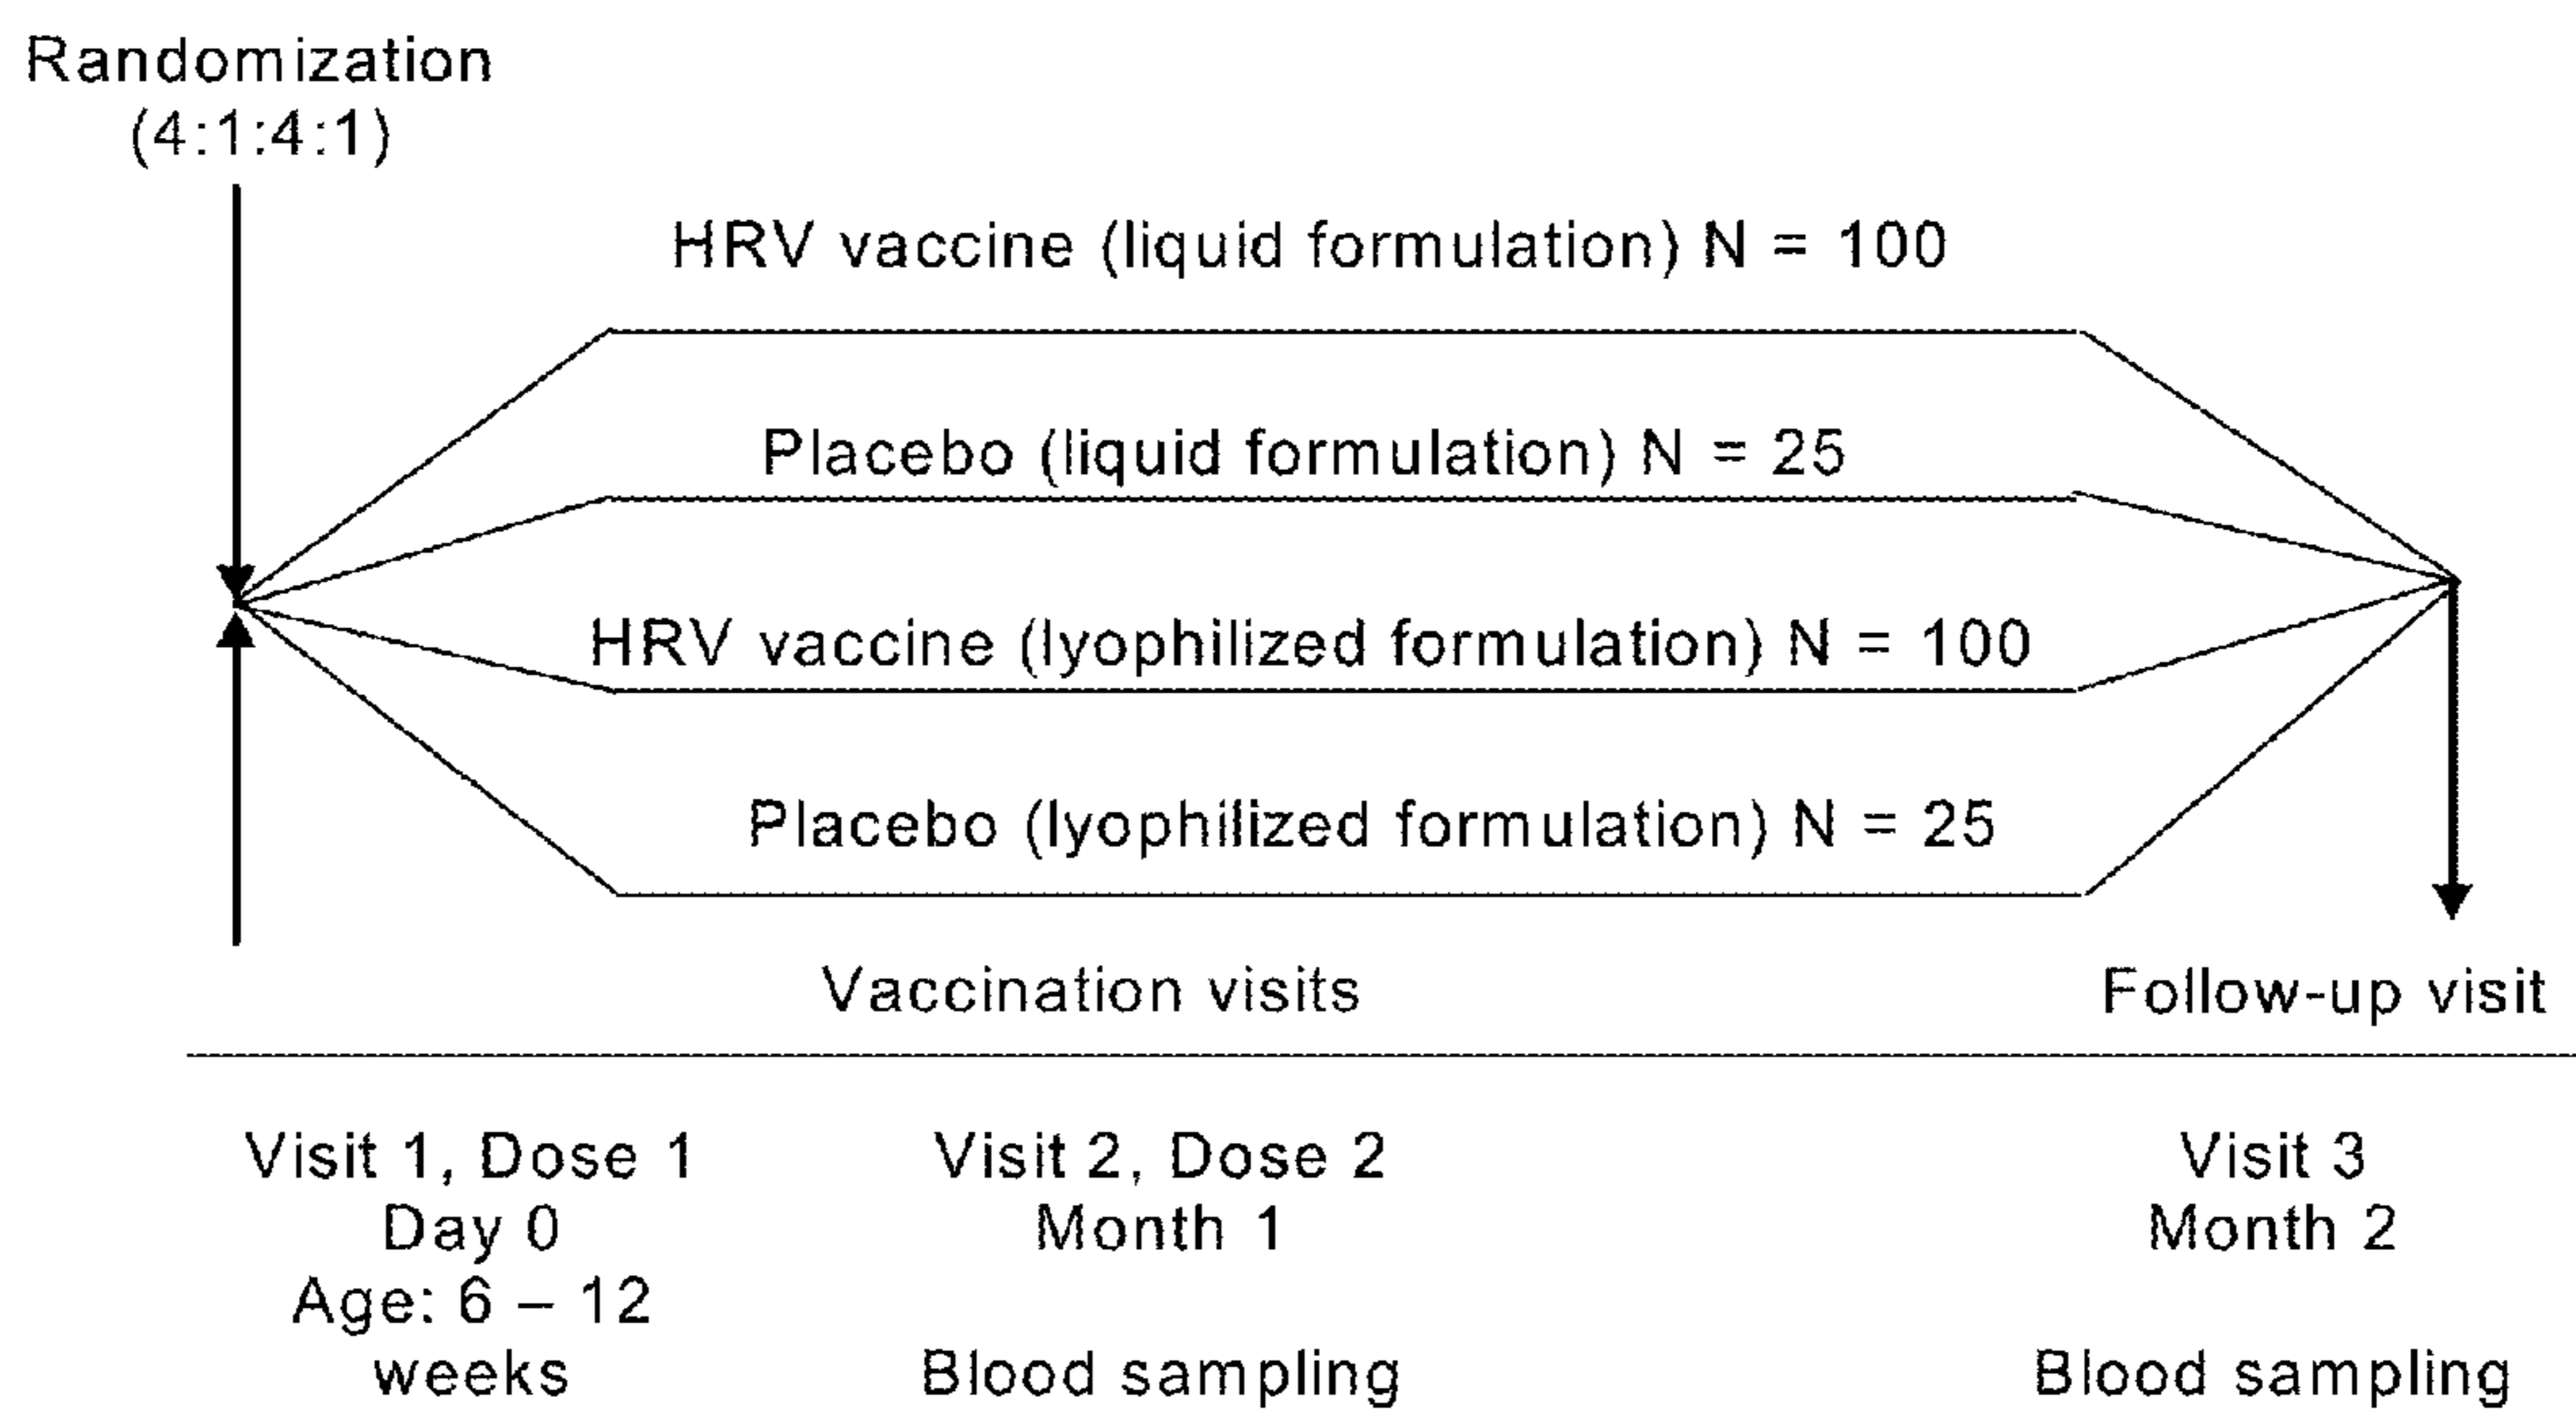 Randomization
(4:1:4:1)
HRV vaccine (liquid formulation) N = 100
Placebo (liquid formulation) N = 25
HRV vaccine (lyophilized formulation) N = 100
Placebo (lyophilized formulation) N = 25
Vaccination visits
Follow-up visit
Visit 1, Dose 1
Day 0
Age: 6 – 12
weeks
Visit 2, Dose 2
Month 1
Blood sampling
Visit 3
Month 2
Blood sampling